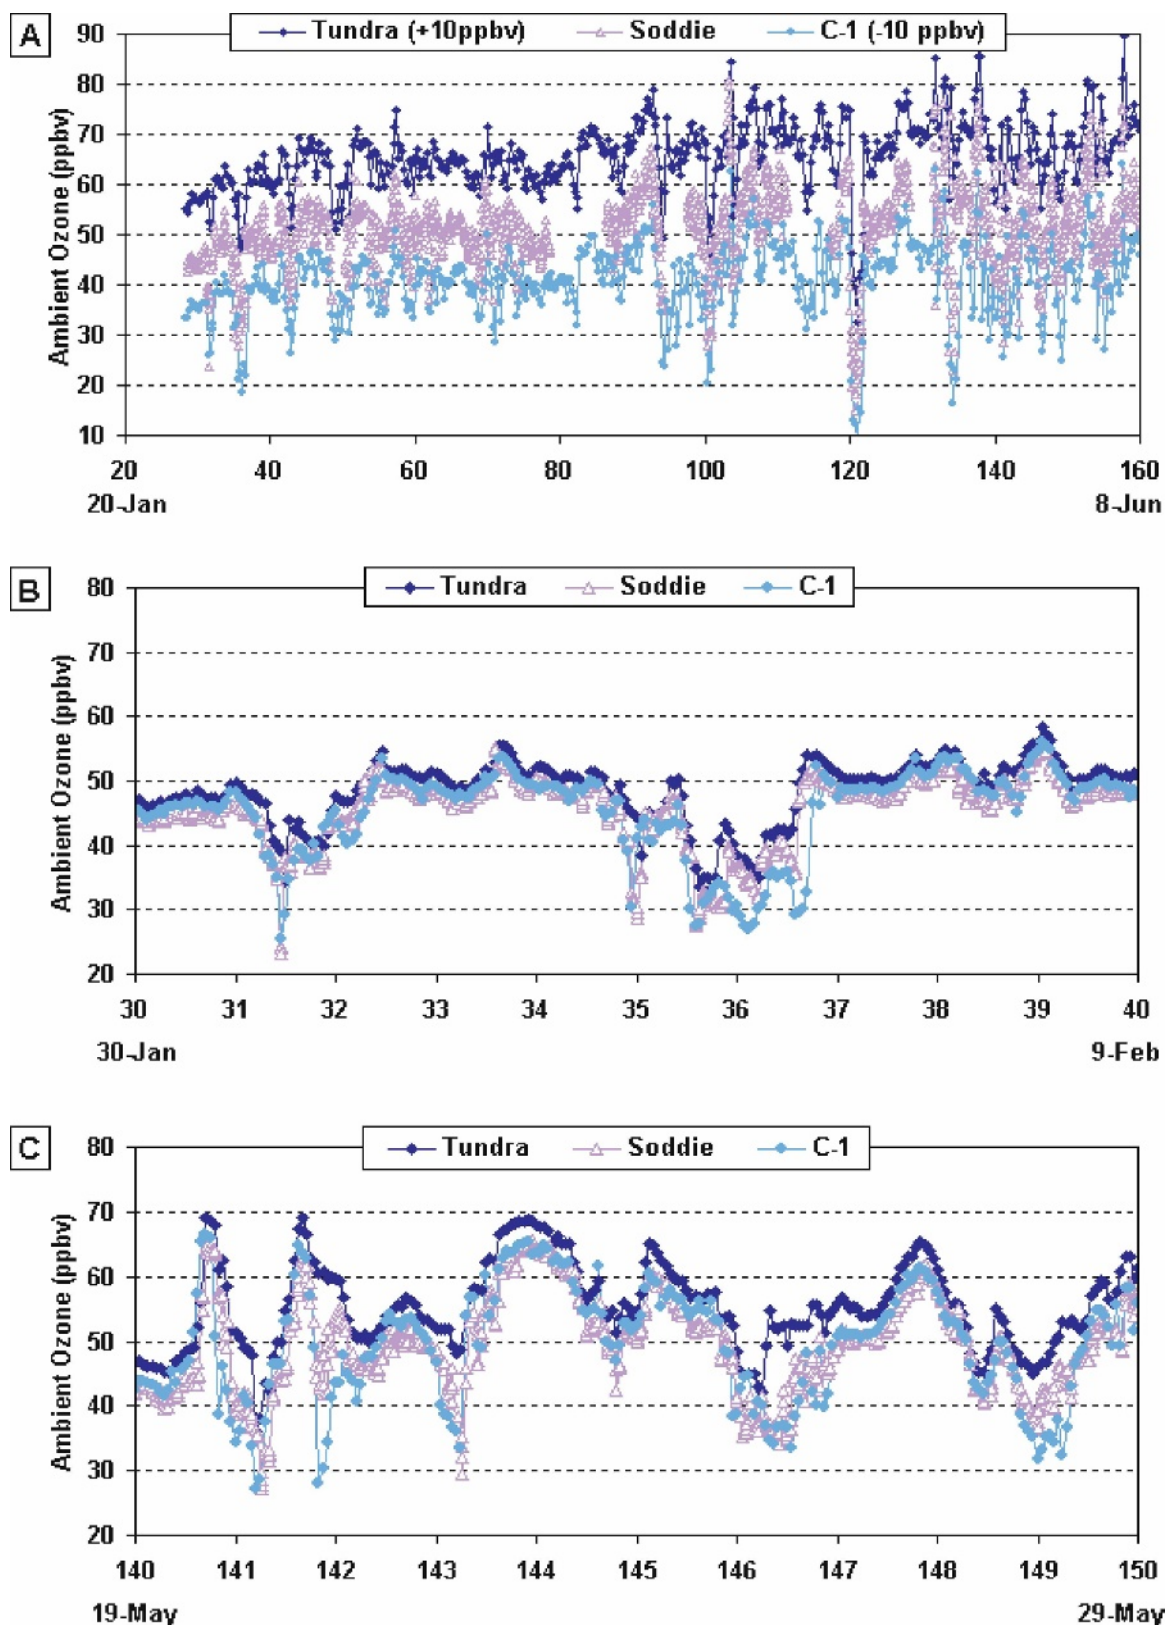 A
Tundra (+10ppbv) Soddie C-1 (-10 ppbv)
Ambient Ozone (ppbv)
90
80
70
60
50
40
30
20
10
20 40 60 80 100 120 140 160
20-Jan 8-Jun
B
Tundra Soddie C-1
Ambient Ozone (ppbv)
80
70
60
50
40
30
20
30 31 32 33 34 35 36 37 38 39 40
30-Jan 9-Feb
C
Tundra Soddie C-1
Ambient Ozone (ppbv)
80
70
60
50
40
30
20
140 141 142 143 144 145 146 147 148 149 150
19-May 29-May